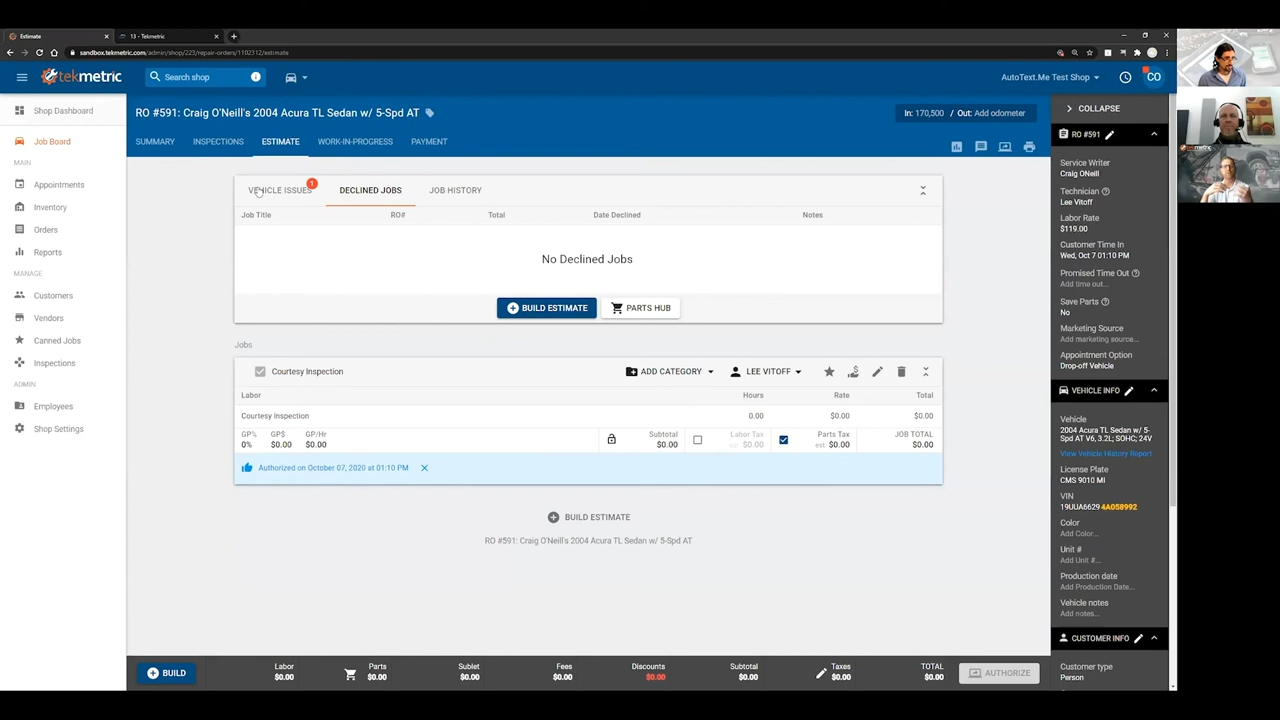 Estimate
13 - Tekmetric
sandbox.tekmetric.com/admin/shop/223/repair-orders/1102312/estimate
tekmetric
Search shop
AutoText.Me Test Shop
CO
Shop Dashboard
Job Board
MAIN
Appointments
Inventory
Orders
Reports
MANAGE
Customers
Vendors
Canned Jobs
Inspections
ADMIN
Employees
Shop Settings
RO #591: Craig O'Neill's 2004 Acura TL Sedan w/ 5-Spd AT
In: 170,500 / Out: Add odometer
SUMMARY INSPECTIONS ESTIMATE WORK-IN-PROGRESS PAYMENT
VEHICLE ISSUES 1 DECLINED JOBS JOB HISTORY
Job Title RO# Total Date Declined Notes
No Declined Jobs
BUILD ESTIMATE PARTS HUB
Jobs
Courtesy Inspection ADD CATEGORY LEE VITOFF
Labor Hours Rate Total
Courtesy Inspection 0.00 $0.00 $0.00
GP% GP$ GP/Hr Subtotal Labor Tax Parts Tax JOB TOTAL
0% $0.00 $0.00 $0.00 est $0.00 est $0.00 $0.00
Authorized on October 07, 2020 at 01:10 PM
BUILD ESTIMATE
RO #591: Craig O'Neill's 2004 Acura TL Sedan w/ 5-Spd AT
BUILD
Labor Parts Sublet Fees Discounts Subtotal Taxes TOTAL
$0.00 $0.00 $0.00 $0.00 $0.00 $0.00 $0.00 $0.00
AUTHORIZE
COLLAPSE
RO #591
Service Writer
Craig ONeill
Technician
Lee Vitoff
Labor Rate
$119.00
Customer Time In
Wed, Oct 7 01:10 PM
Promised Time Out
Add time out...
Save Parts
No
Marketing Source
Add marketing source...
Appointment Option
Drop-off Vehicle
VEHICLE INFO
Vehicle
2004 Acura TL Sedan w/ 5-
Spd AT V6, 3.2L; SOHC; 24V
View Vehicle History Report
License Plate
CMS 9010 MI
VIN
19UUA66294A058992
Color
Add Color...
Unit #
Add Unit #...
Production date
Add Production Date...
Vehicle notes
Add notes...
CUSTOMER INFO
Customer type
Person
tekmetric